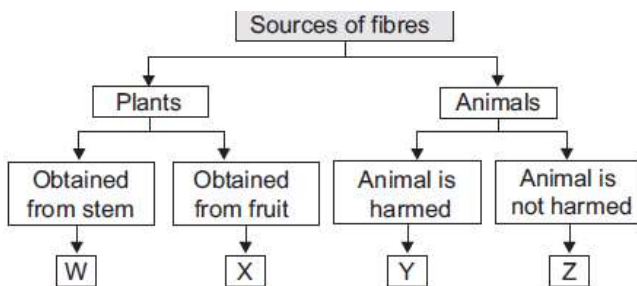 Sources of fibres
Plants
Animals
Obtained
from stem
Obtained
from fruit
Animal is
harmed
Animal is
not harmed
W
X
Y
Z